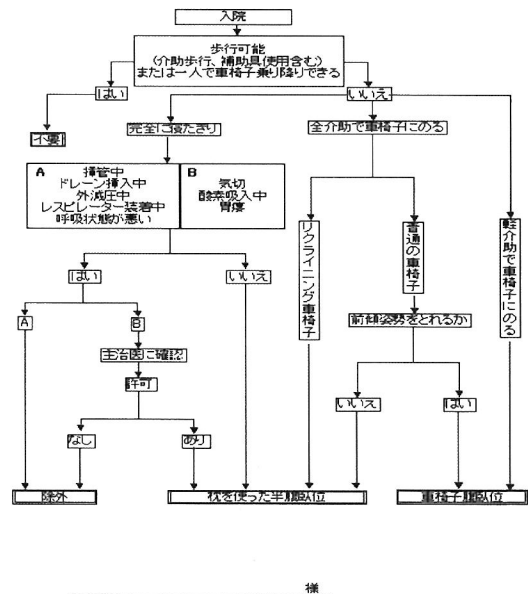 入院
歩行可能
(介助歩行、補助具使用含む)
または一人で車椅子乗り降りできる
はい
いいえ
不要
完全に寝たきり
全介助で車椅子にのる
A
挿管中
ドレーン挿入中
外減圧中
レスピレーター装着中
呼吸状態が悪い
B
気切
酸素吸入中
胃瘻
リクライニング車椅子
普通の車椅子
軽介助で車椅子にのる
はい
いいえ
A
B
前傾姿勢をとれるか
主治医に確認
許可
いいえ
はい
なし
あり
除外
枕を使った半腹臥位
車椅子腹臥位
様